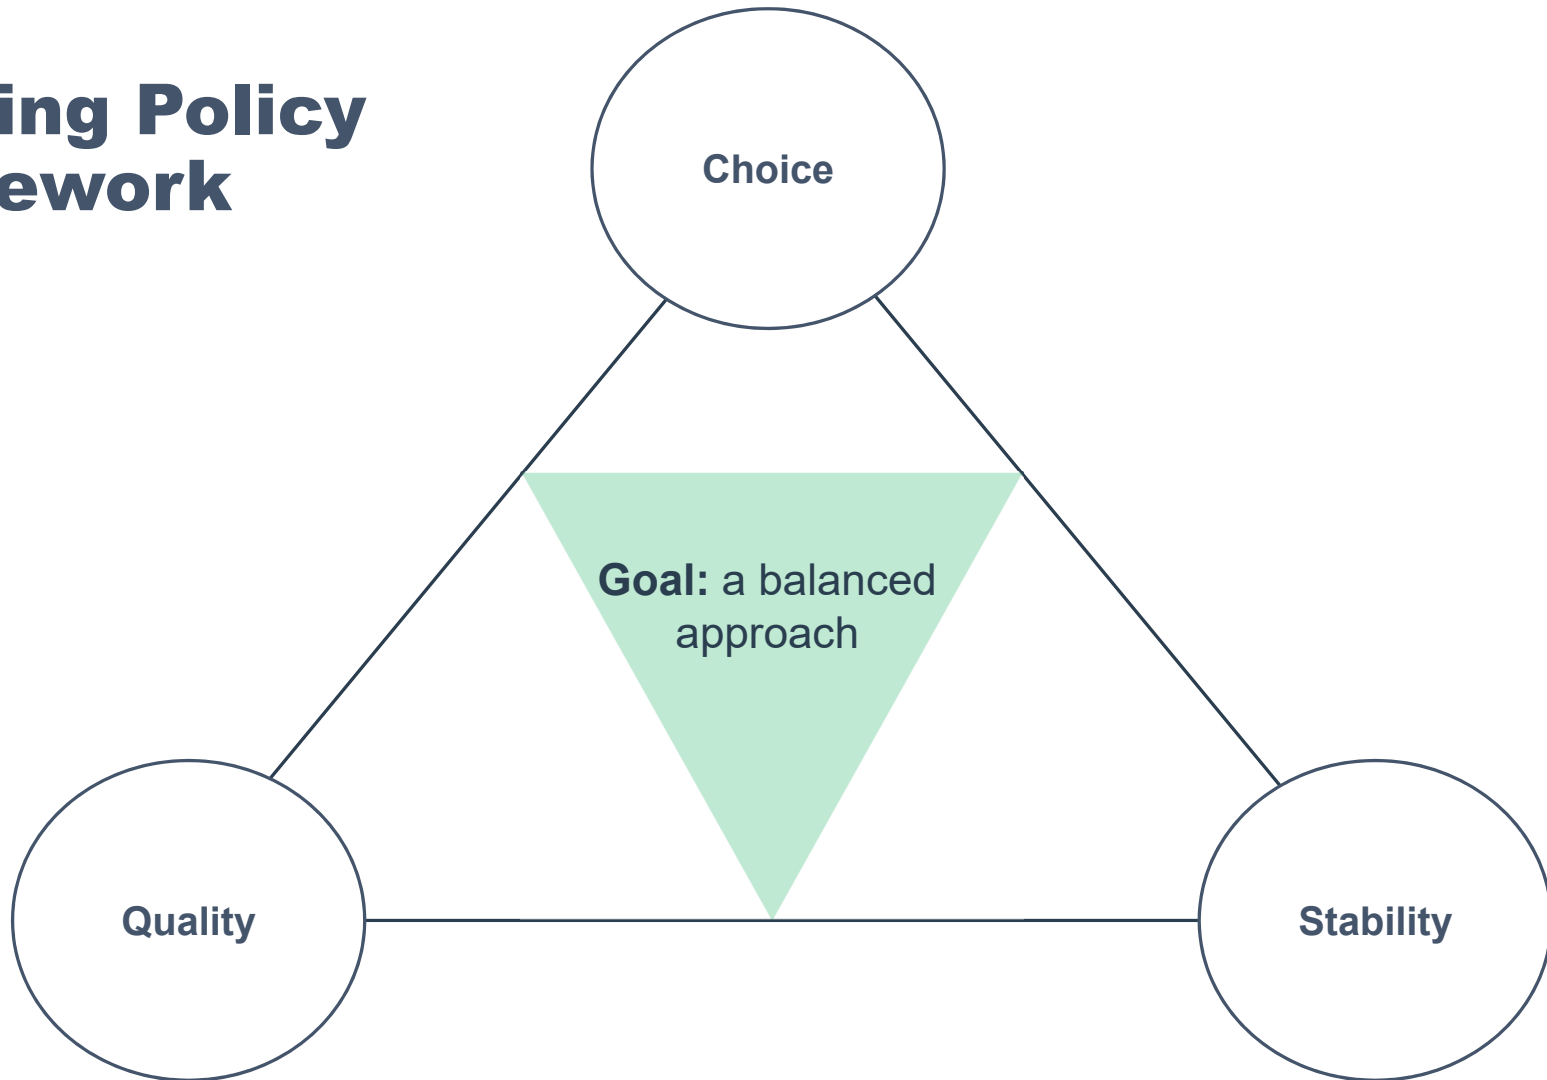 ing Policy
ework
Choice
Goal: a balanced
approach
Quality
Stability